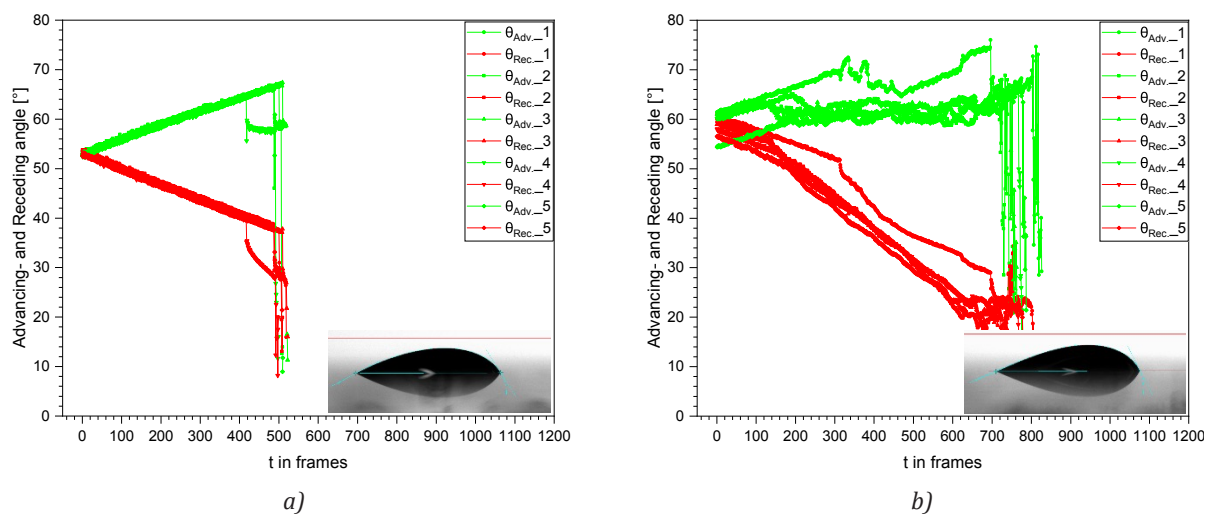 80
70
60
50
40
30
20
10
0
Advancing- and Receding angle [°]
0 100 200 300 400 500 600 700 800 900 1000 1100 1200
t in frames
θAdv._1
θRec._1
θAdv._2
θRec._2
θAdv._3
θRec._3
θAdv._4
θRec._4
θAdv._5
θRec._5
a)
80
70
60
50
40
30
20
10
0
Advancing- and Receding angle [°]
0 100 200 300 400 500 600 700 800 900 1000 1100 1200
t in frames
θAdv._1
θRec._1
θAdv._2
θRec._2
θAdv._3
θRec._3
θAdv._4
θRec._4
θAdv._5
θRec._5
b)